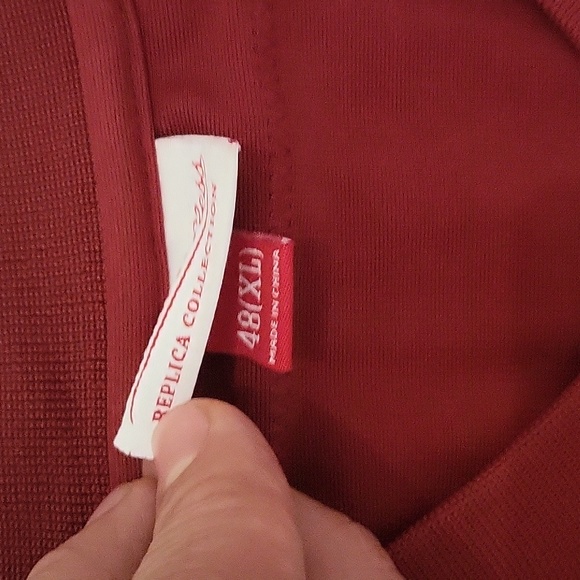 REPLICA COLLECTION
48(XL)
MADE IN CHINA